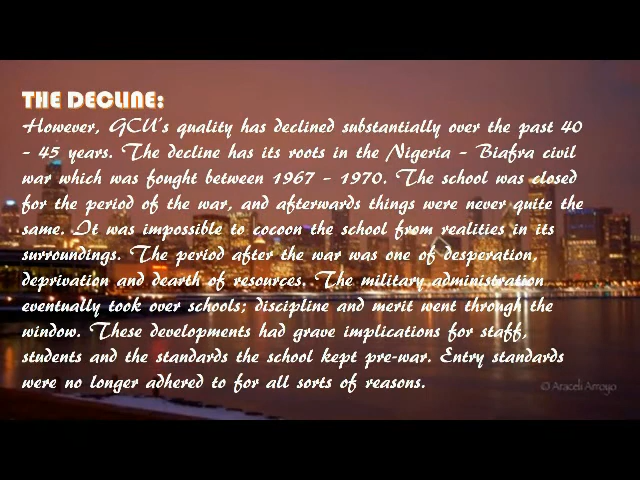 THE DECLINE:
However, GCU's quality has declined substantially over the past 40
- 45 years. The decline has its roots in the Nigeria - Biafra civil
war which was fought between 1967 - 1970. The school was closed
for the period of the war, and afterwards things were never quite the
same. It was impossible to cocoon the school from realities in its
surroundings. The period after the war was one of desperation,
deprivation and dearth of resources. The military administration
eventually took over schools; discipline and merit went through the
window. These developments had grave implications for staff,
students and the standards the school kept pre-war. Entry standards
were no longer adhered to for all sorts of reasons.
© Araceli Arroyo